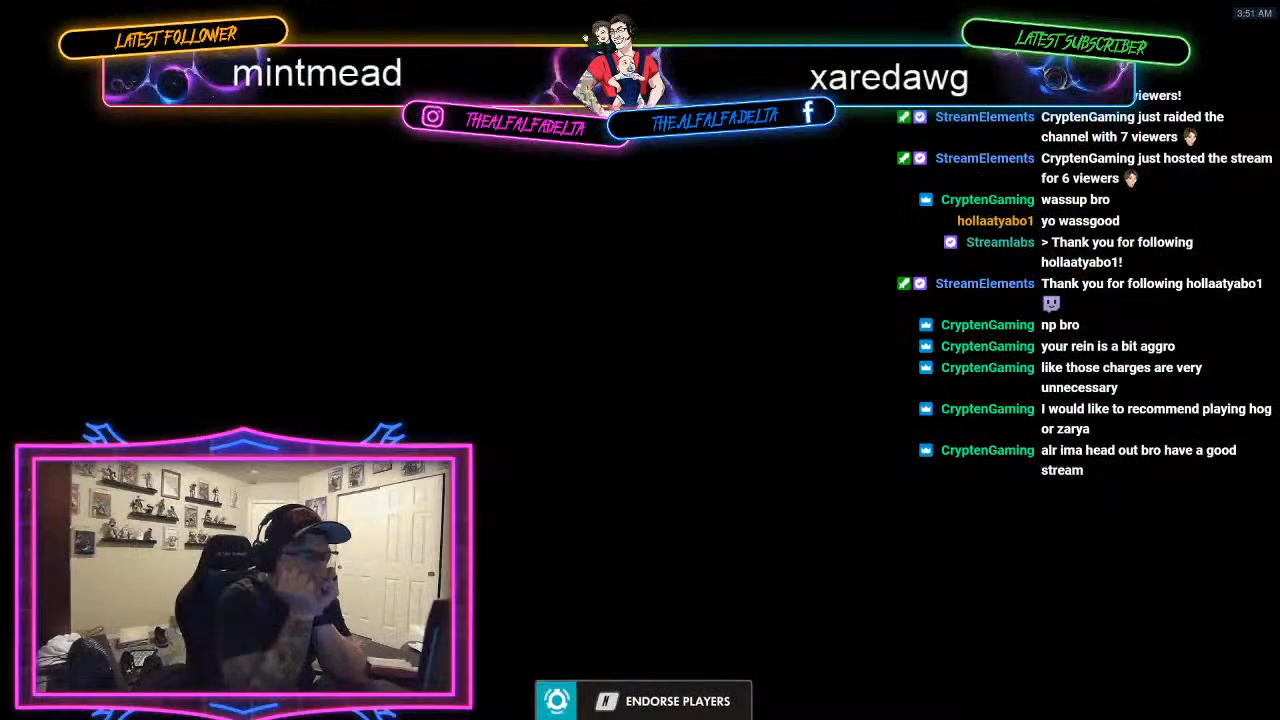 3:51 AM
LATEST FOLLOWER
LATEST SUBSCRIBER
mintmead
xaredawg
THEALFALFADELTA
THEALFALFADELTA
iewers!
StreamElements CryptenGaming just raided the
channel with 7 viewers
StreamElements CryptenGaming just hosted the stream
for 6 viewers
CryptenGaming wassup bro
hollaatyabo1 yo wassgood
Streamlabs > Thank you for following
hollaatyabo1!
StreamElements Thank you for following hollaatyabo1
CryptenGaming np bro
CryptenGaming your rein is a bit aggro
CryptenGaming like those charges are very
unnecessary
CryptenGaming I would like to recommend playing hog
or zarya
CryptenGaming alr ima head out bro have a good
stream
N ENDORSE PLAYERS